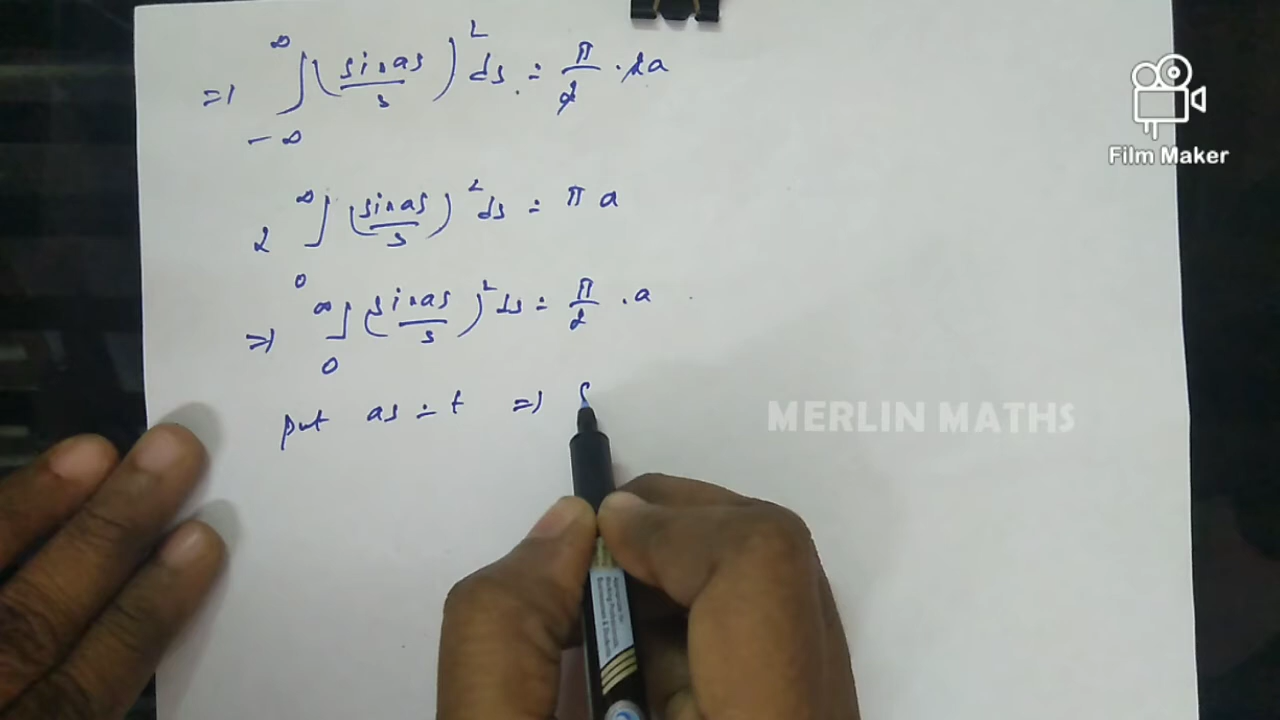 => ∞ ∫ -∞ (sin as / s)² ds = π/2 · 2a
Film Maker
2 ∞ ∫ 0 (sin as / s)² ds = π a
=> ∞ ∫ 0 (sin as / s)² ds = π/2 · a
put as = t => s
MERLIN MATHS